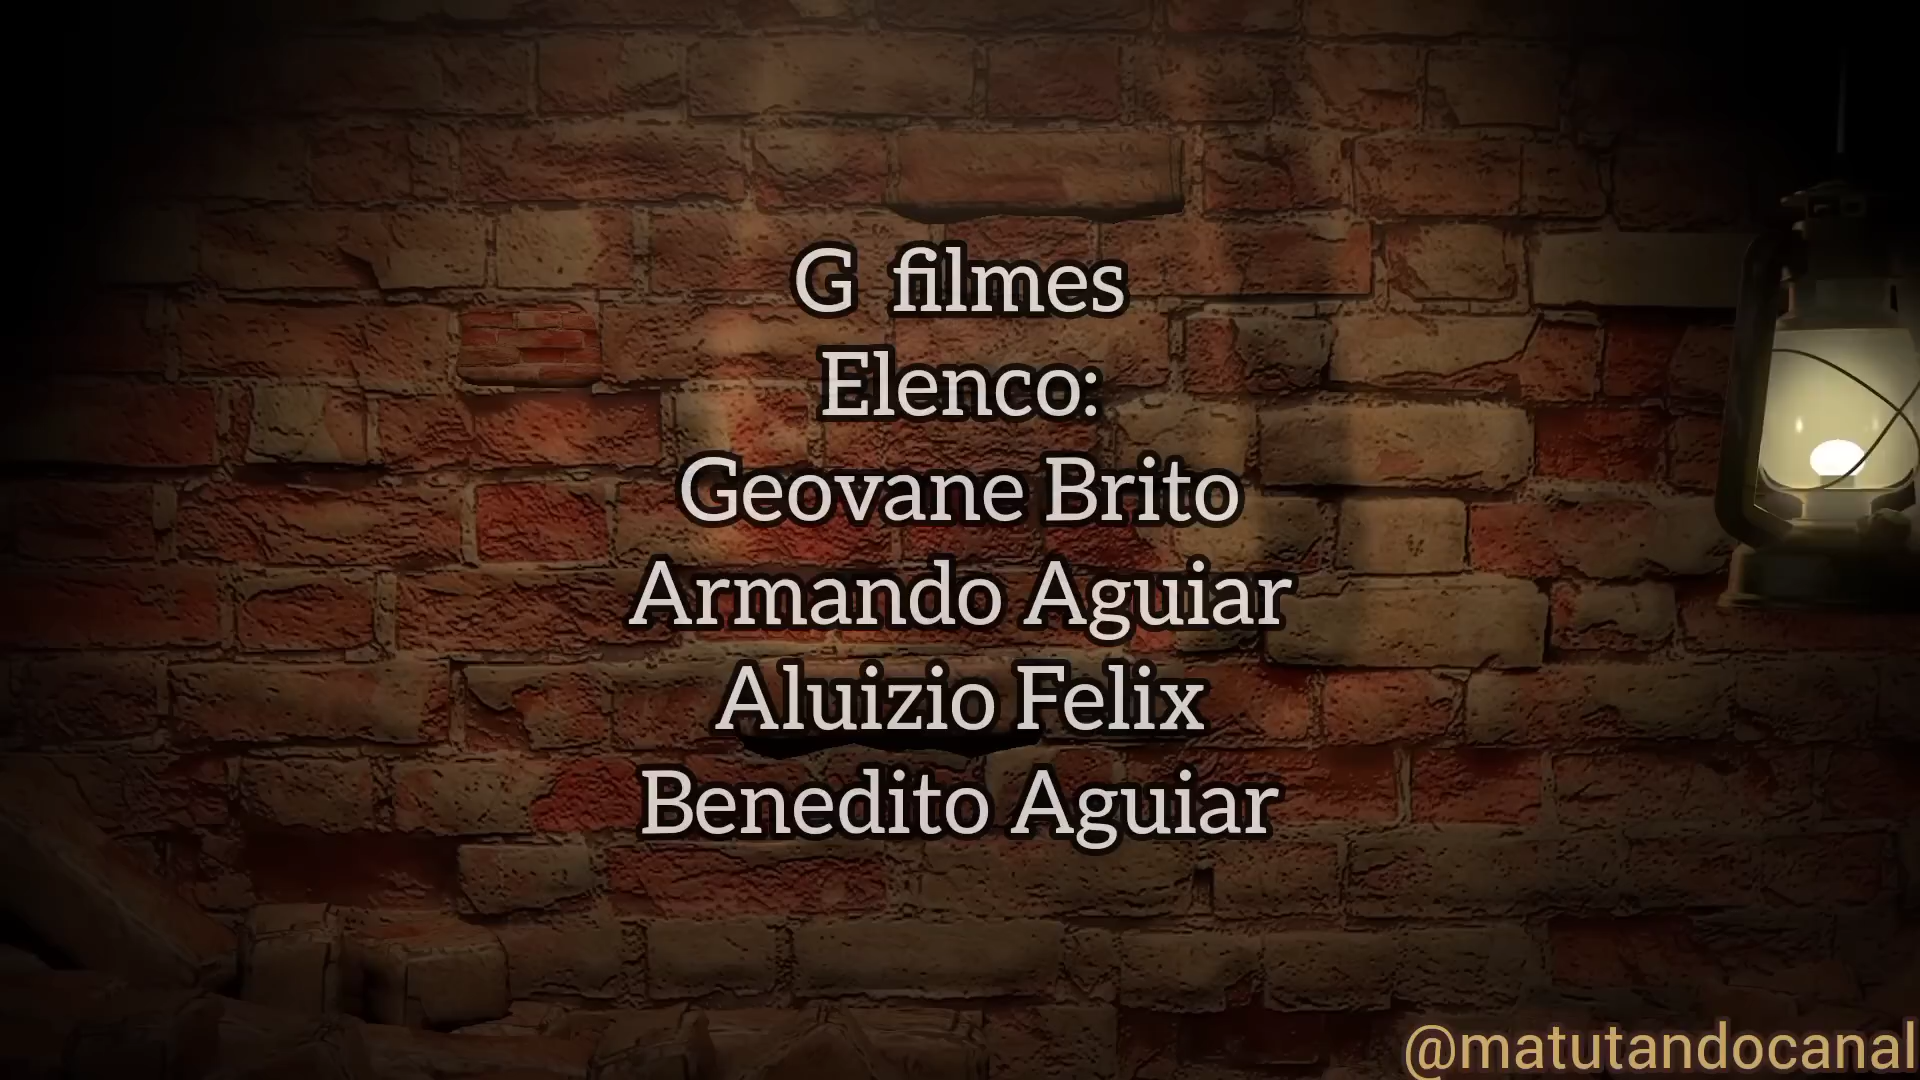 G filmes
Elenco:
Geovane Brito
Armando Aguiar
Aluizio Felix
Benedito Aguiar
@matutandocanal